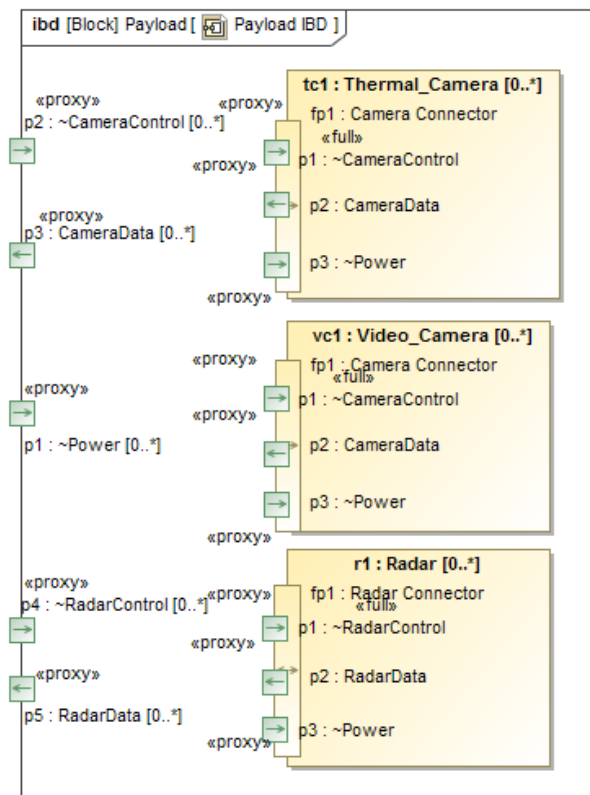 ibd [Block] Payload [ Payload IBD ]
«proxy»
p2 : ~CameraControl [0..*]
«proxy»
p3 : CameraData [0..*]
«proxy»
p1 : ~Power [0..*]
«proxy»
p4 : ~RadarControl [0..*]
«proxy»
p5 : RadarData [0..*]
tc1 : Thermal_Camera [0..*]
fp1 : Camera Connector
«full»
«proxy»
p1 : ~CameraControl
«proxy»
p2 : CameraData
p3 : ~Power
«proxy»
vc1 : Video_Camera [0..*]
fp1 : Camera Connector
«full»
«proxy»
p1 : ~CameraControl
«proxy»
p2 : CameraData
p3 : ~Power
«proxy»
r1 : Radar [0..*]
fp1 : Radar Connector
«full»
«proxy»
p1 : ~RadarControl
«proxy»
p2 : RadarData
p3 : ~Power
«proxy»